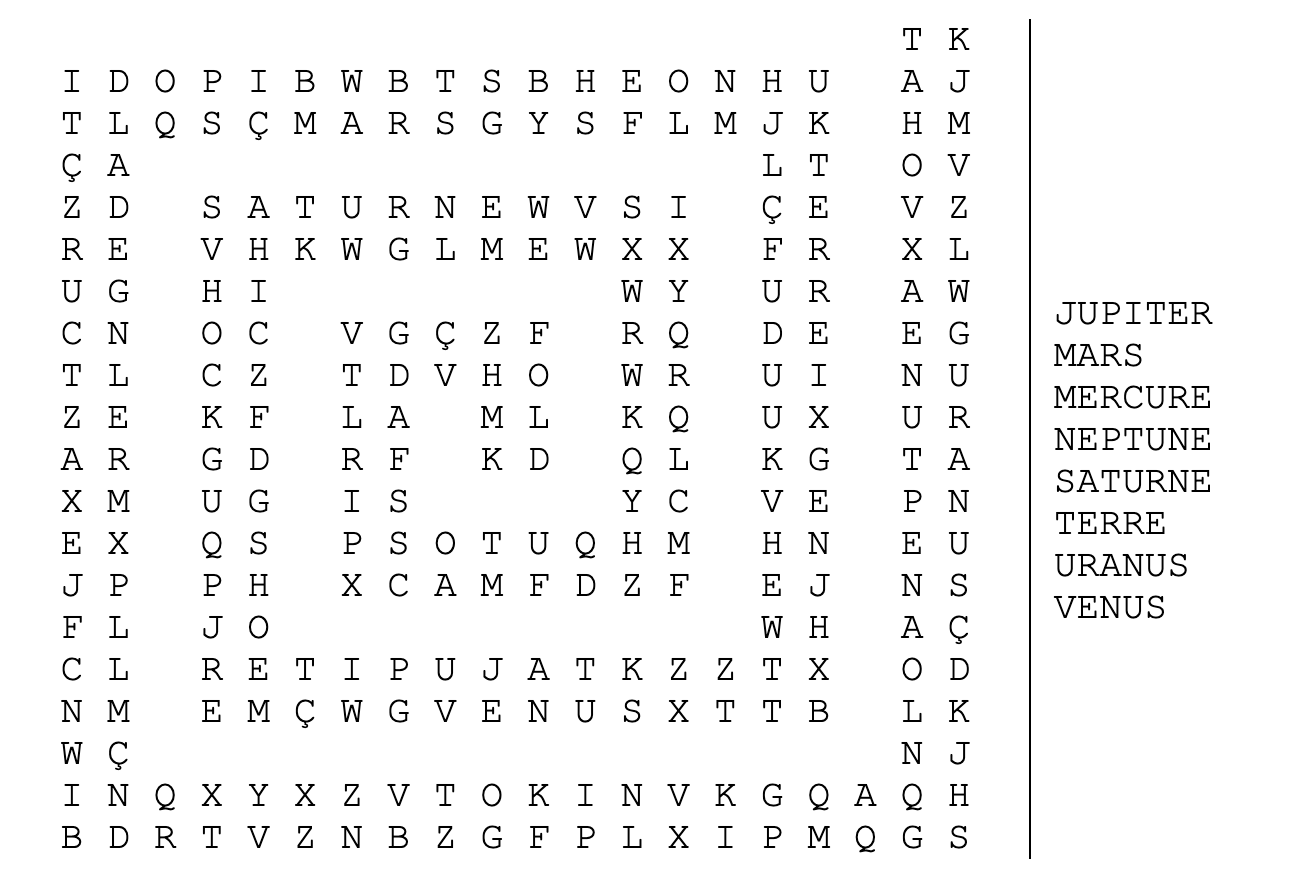 T K
I D O P I B W B T S B H E O N H U A J
T L Q S Ç M A R S G Y S F L M J K H M
Ç A L T O V
Z D S A T U R N E W V S I Ç E V Z
R E V H K W G L M E W X X F R X L
U G H I W Y U R A W
C N O C V G Ç Z F R Q D E E G
T L C Z T D V H O W R U I N U
Z E K F L A M L K Q U X U R
A R G D R F K D Q L K G T A
X M U G I S Y C V E P N
E X Q S P S O T U Q H M H N E U
J P P H X C A M F D Z F E J N S
F L J O W H A Ç
C L R E T I P U J A T K Z Z T X O D
N M E M Ç W G V E N U S X T T B L K
W Ç N J
I N Q X Y X Z V T O K I N V K G Q A Q H
B D R T V Z N B Z G F P L X I P M Q G S
JUPITER
MARS
MERCURE
NEPTUNE
SATURNE
TERRE
URANUS
VENUS